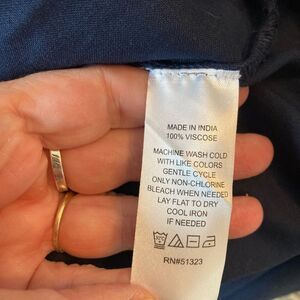 MADE IN INDIA
100% VISCOSE
MACHINE WASH COLD
WITH LIKE COLORS
GENTLE CYCLE
ONLY NON-CHLORINE
BLEACH WHEN NEEDED
LAY FLAT TO DRY
COOL IRON
IF NEEDED
RN#51323